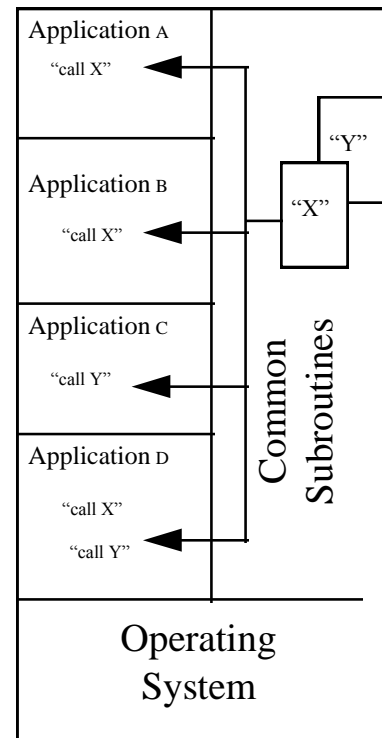 Application A
“call X”
Application B
“call X”
Application C
“call Y”
Application D
“call X”
“call Y”
“Y”
“X”
Common
Subroutines
Operating
System